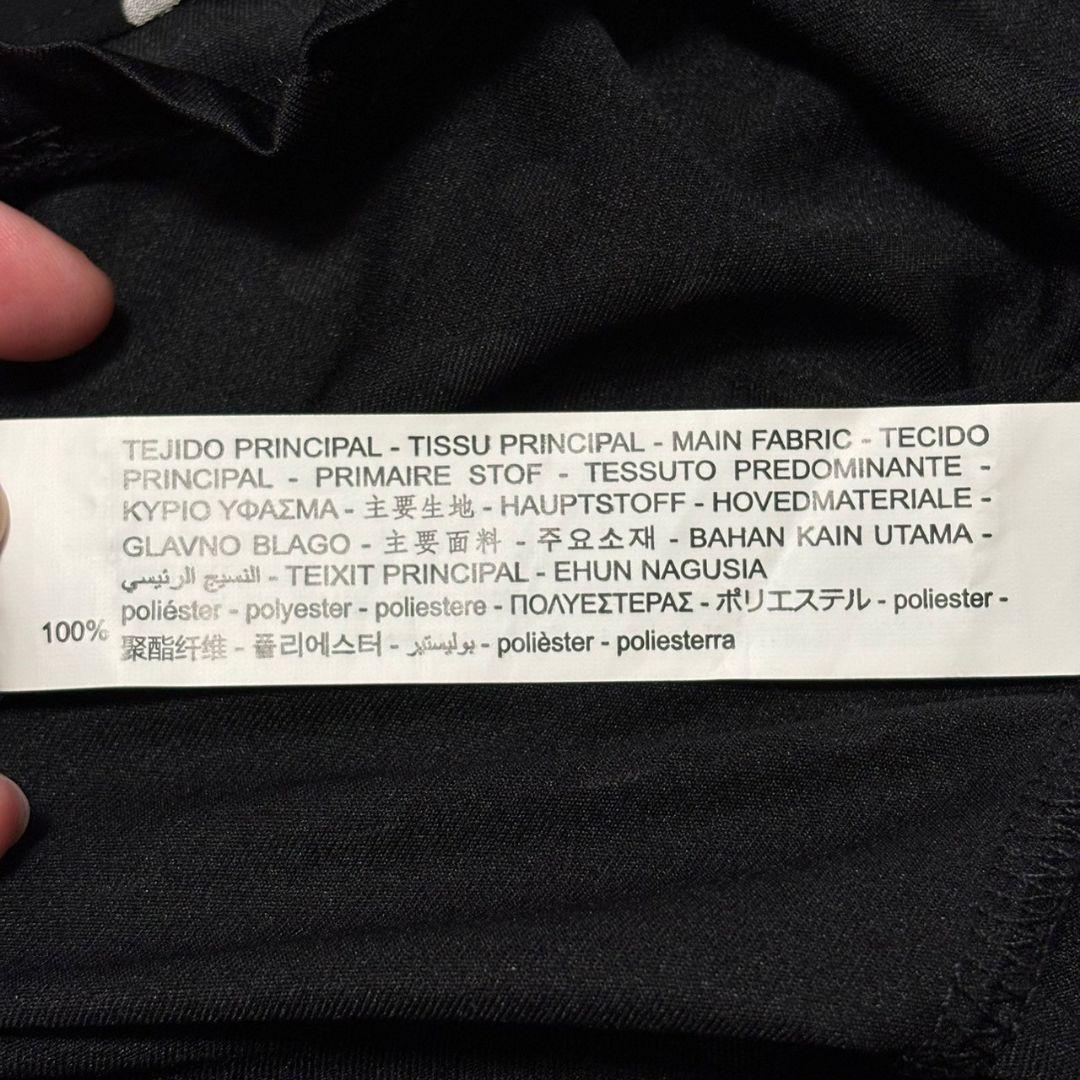 TEJIDO PRINCIPAL - TISSU PRINCIPAL - MAIN FABRIC - TECIDO
PRINCIPAL - PRIMAIRE STOF - TESSUTO PREDOMINANTE -
ΚΥΡΙΟ ΥΦΑΣΜΑ - 主要生地 - HAUPTSTOFF - HOVEDMATERIALE -
GLAVNO BLAGO - 主要面料 - 주요소재 - BAHAN KAIN UTAMA -
النسيج الرئيسي - TEIXIT PRINCIPAL - EHUN NAGUSIA
100% poliéster - polyester - poliestere - ΠΟΛΥΕΣΤΕΡΑΣ - ポリエステル - poliester -
聚酯纤维 - 폴리에스터 - بوليستير - polièster - poliesterra